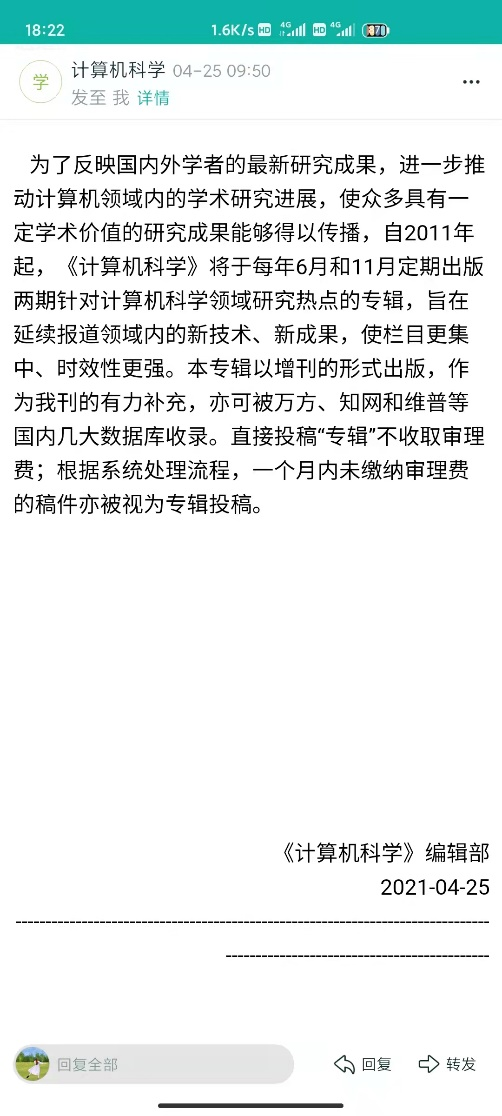 18:22
1.6K/s HD 4G HD 4G 37
学
计算机科学 04-25 09:50
发至 我 详情
为了反映国内外学者的最新研究成果，进一步推
动计算机领域内的学术研究进展，使众多具有一
定学术价值的研究成果能够得以传播，自2011年
起，《计算机科学》将于每年6月和11月定期出版
两期针对计算机科学领域研究热点的专辑，旨在
延续报道领域内的新技术、新成果，使栏目更集
中、时效性更强。本专辑以增刊的形式出版，作
为我刊的有力补充，亦可被万方、知网和维普等
国内几大数据库收录。直接投稿“专辑”不收取审理
费；根据系统处理流程，一个月内未缴纳审理费
的稿件亦被视为专辑投稿。
《计算机科学》编辑部
2021-04-25
回复全部
回复
转发